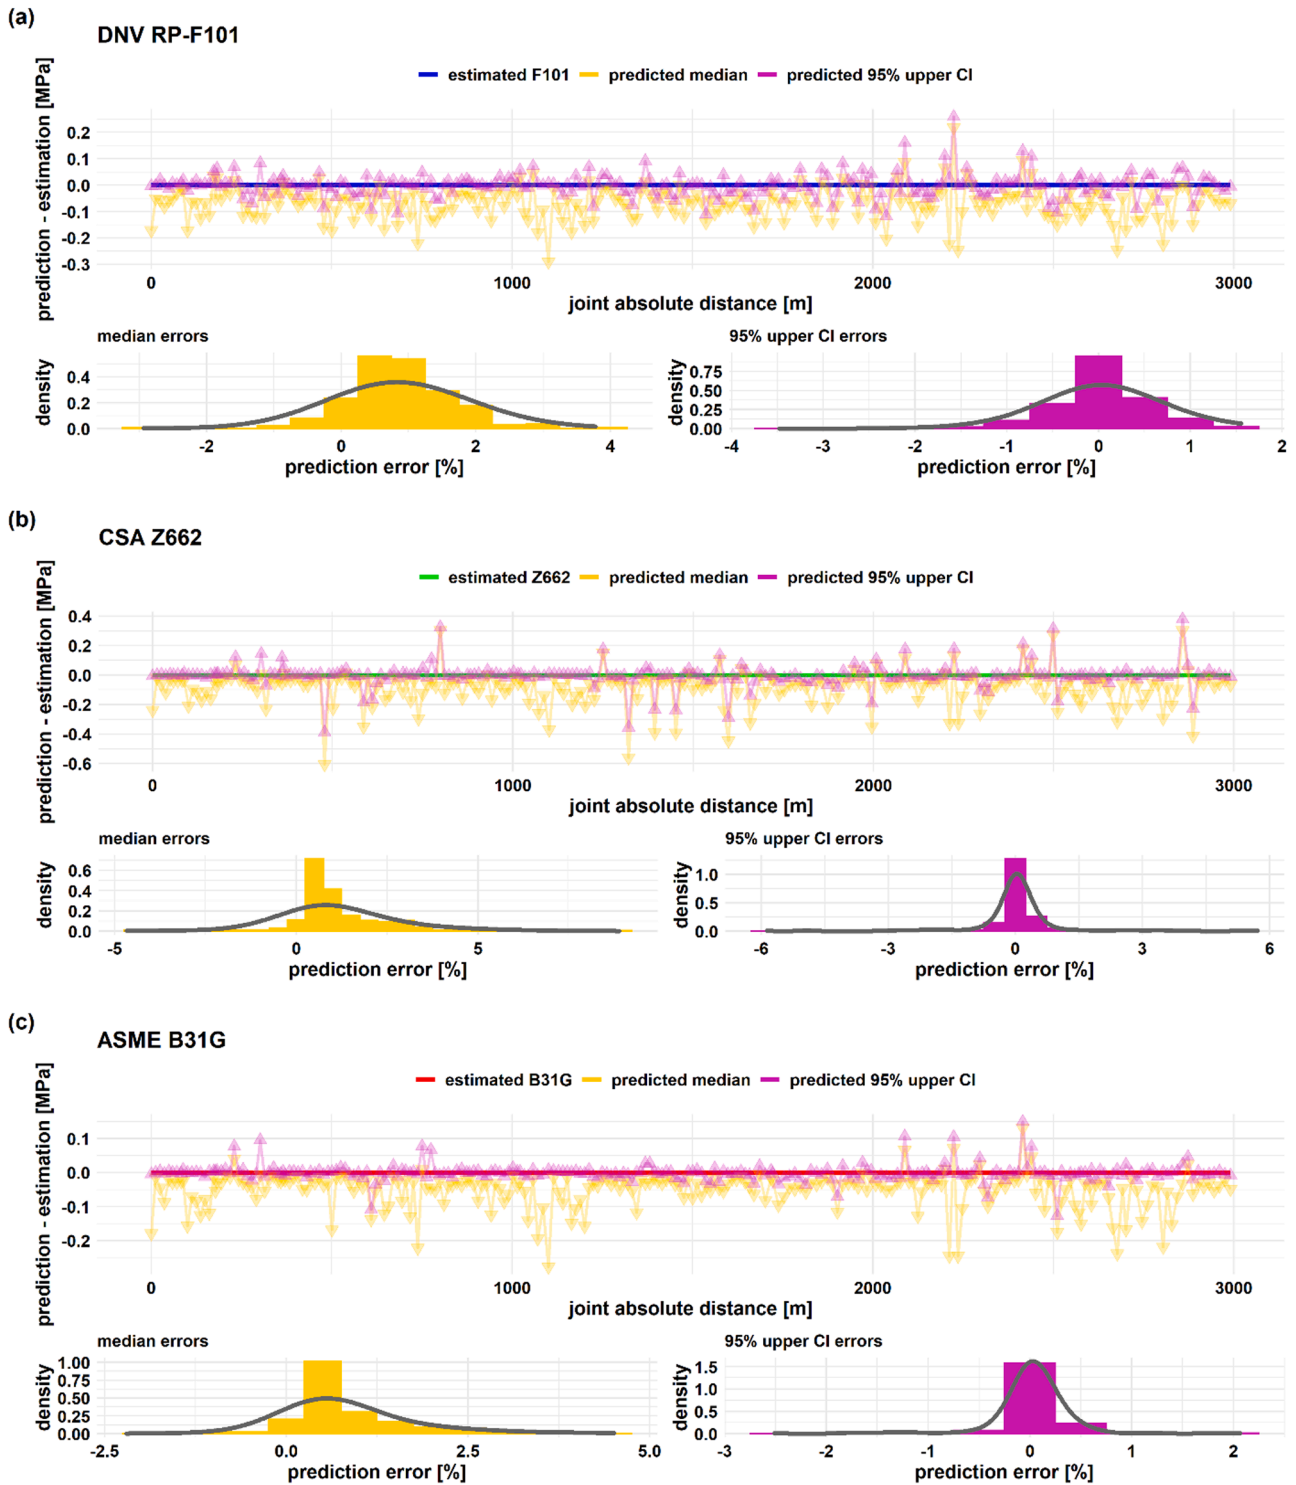 (a)
DNV RP-F101
estimated F101 predicted median predicted 95% upper CI
prediction - estimation [MPa]
0.2
0.1
0.0
-0.1
-0.2
-0.3
0 1000 2000 3000
joint absolute distance [m]
median errors
density
0.4
0.2
0.0
-2 0 2 4
prediction error [%]
95% upper CI errors
density
0.75
0.50
0.25
0.00
-4 -3 -2 -1 0 1 2
prediction error [%]
(b)
CSA Z662
estimated Z662 predicted median predicted 95% upper CI
prediction - estimation [MPa]
0.4
0.2
0.0
-0.2
-0.4
-0.6
0 1000 2000 3000
joint absolute distance [m]
median errors
density
0.6
0.4
0.2
0.0
-5 0 5
prediction error [%]
95% upper CI errors
density
1.0
0.5
0.0
-6 -3 0 3 6
prediction error [%]
(c)
ASME B31G
estimated B31G predicted median predicted 95% upper CI
prediction - estimation [MPa]
0.1
0.0
-0.1
-0.2
0 1000 2000 3000
joint absolute distance [m]
median errors
density
1.00
0.75
0.50
0.25
0.00
-2.5 0.0 2.5 5.0
prediction error [%]
95% upper CI errors
density
1.5
1.0
0.5
0.0
-3 -2 -1 0 1 2
prediction error [%]